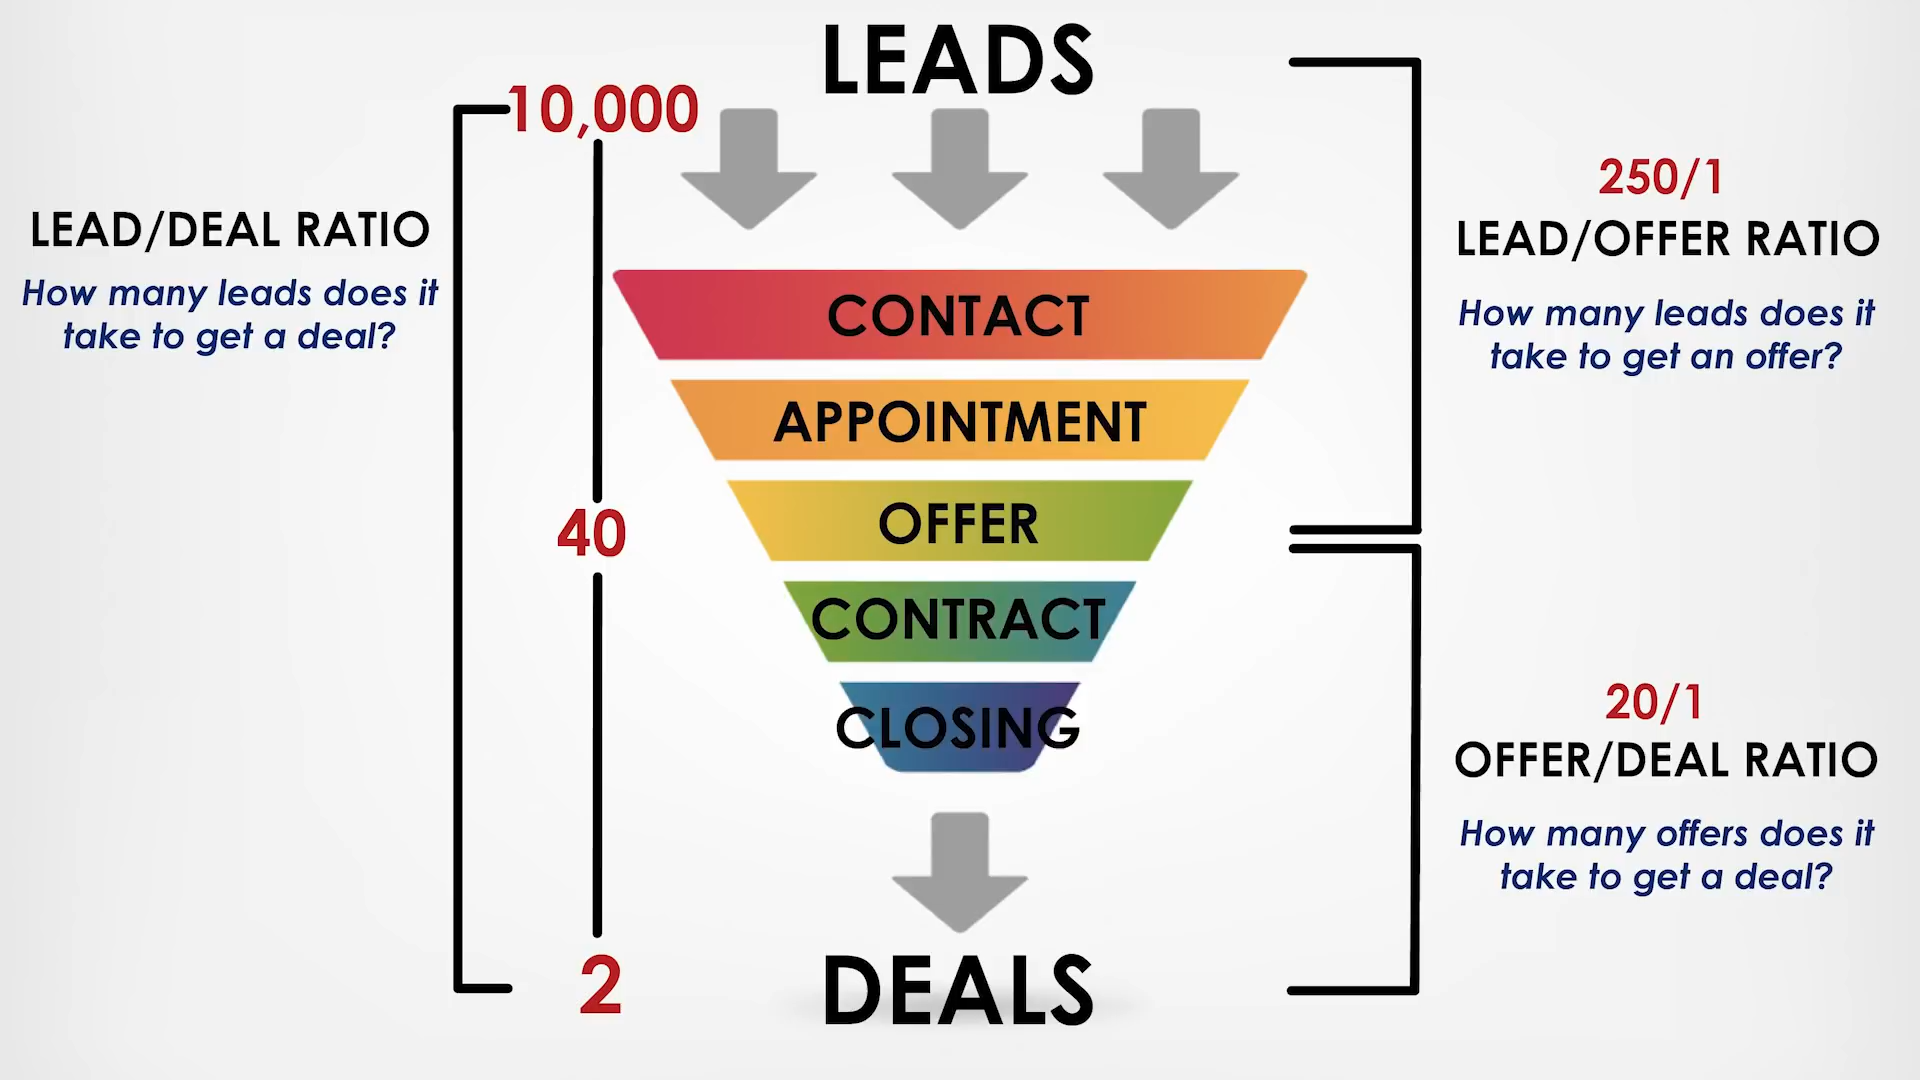 LEADS
10,000
LEAD/DEAL RATIO
How many leads does it
take to get a deal?
250/1
LEAD/OFFER RATIO
How many leads does it
take to get an offer?
CONTACT
APPOINTMENT
OFFER
40
CONTRACT
CLOSING
20/1
OFFER/DEAL RATIO
How many offers does it
take to get a deal?
2
DEALS